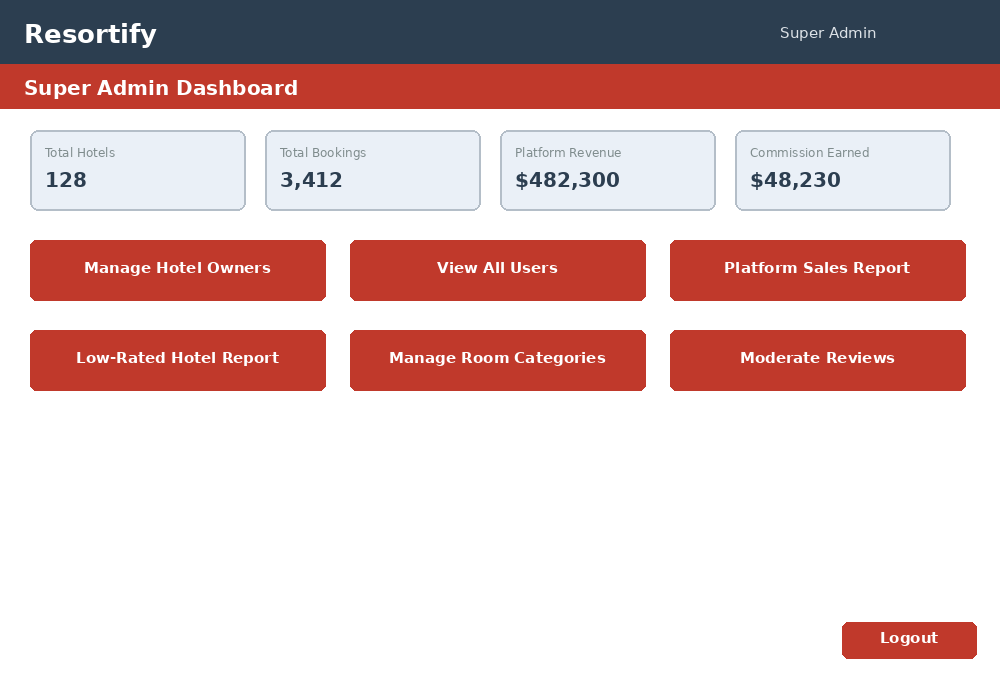 Resortify
Super Admin
Super Admin Dashboard
Total Hotels
128
Total Bookings
3,412
Platform Revenue
$482,300
Commission Earned
$48,230
Manage Hotel Owners
View All Users
Platform Sales Report
Low-Rated Hotel Report
Manage Room Categories
Moderate Reviews
Logout